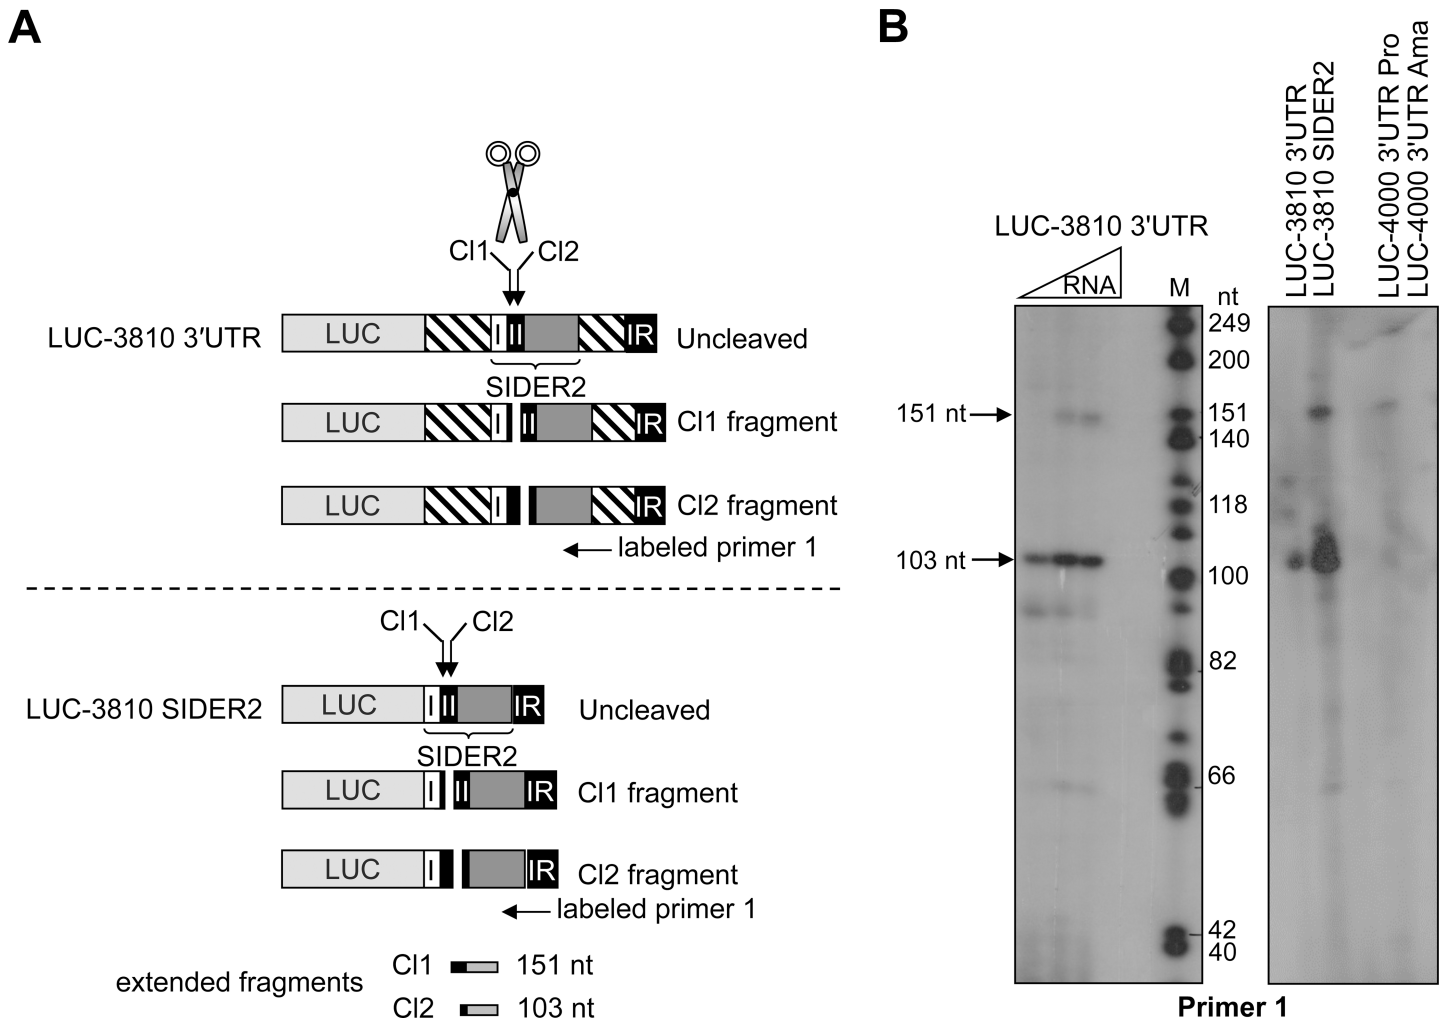 A
Cl1 Cl2
LUC-3810 3'UTR LUC I II IR Uncleaved
SIDER2
LUC I II IR Cl1 fragment
LUC I IR Cl2 fragment
labeled primer 1
Cl1 Cl2
LUC-3810 SIDER2 LUC I II IR Uncleaved
SIDER2
LUC I II IR Cl1 fragment
LUC I IR Cl2 fragment
labeled primer 1
extended fragments
Cl1 151 nt
Cl2 103 nt
B
LUC-3810 3'UTR
RNA
M
nt
LUC-3810 3'UTR
LUC-3810 SIDER2
LUC-4000 3'UTR Pro
LUC-4000 3'UTR Ama
249
200
151 nt 151
140
118
103 nt 100
82
66
42
40
Primer 1